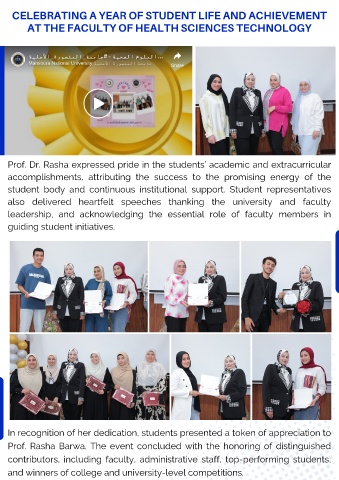 CELEBRATING A YEAR OF STUDENT LIFE AND ACHIEVEMENT
AT THE FACULTY OF HEALTH SCIENCES TECHNOLOGY
Mansoura National University
Share
Prof. Dr. Rasha expressed pride in the students' academic and extracurricular
accomplishments, attributing the success to the promising energy of the
student body and continuous institutional support. Student representatives
also delivered heartfelt speeches thanking the university and faculty
leadership, and acknowledging the essential role of faculty members in
guiding student initiatives.
In recognition of her dedication, students presented a token of appreciation to
Prof. Rasha Barwa. The event concluded with the honoring of distinguished
contributors, including faculty, administrative staff, top-performing students,
and winners of college and university-level competitions.